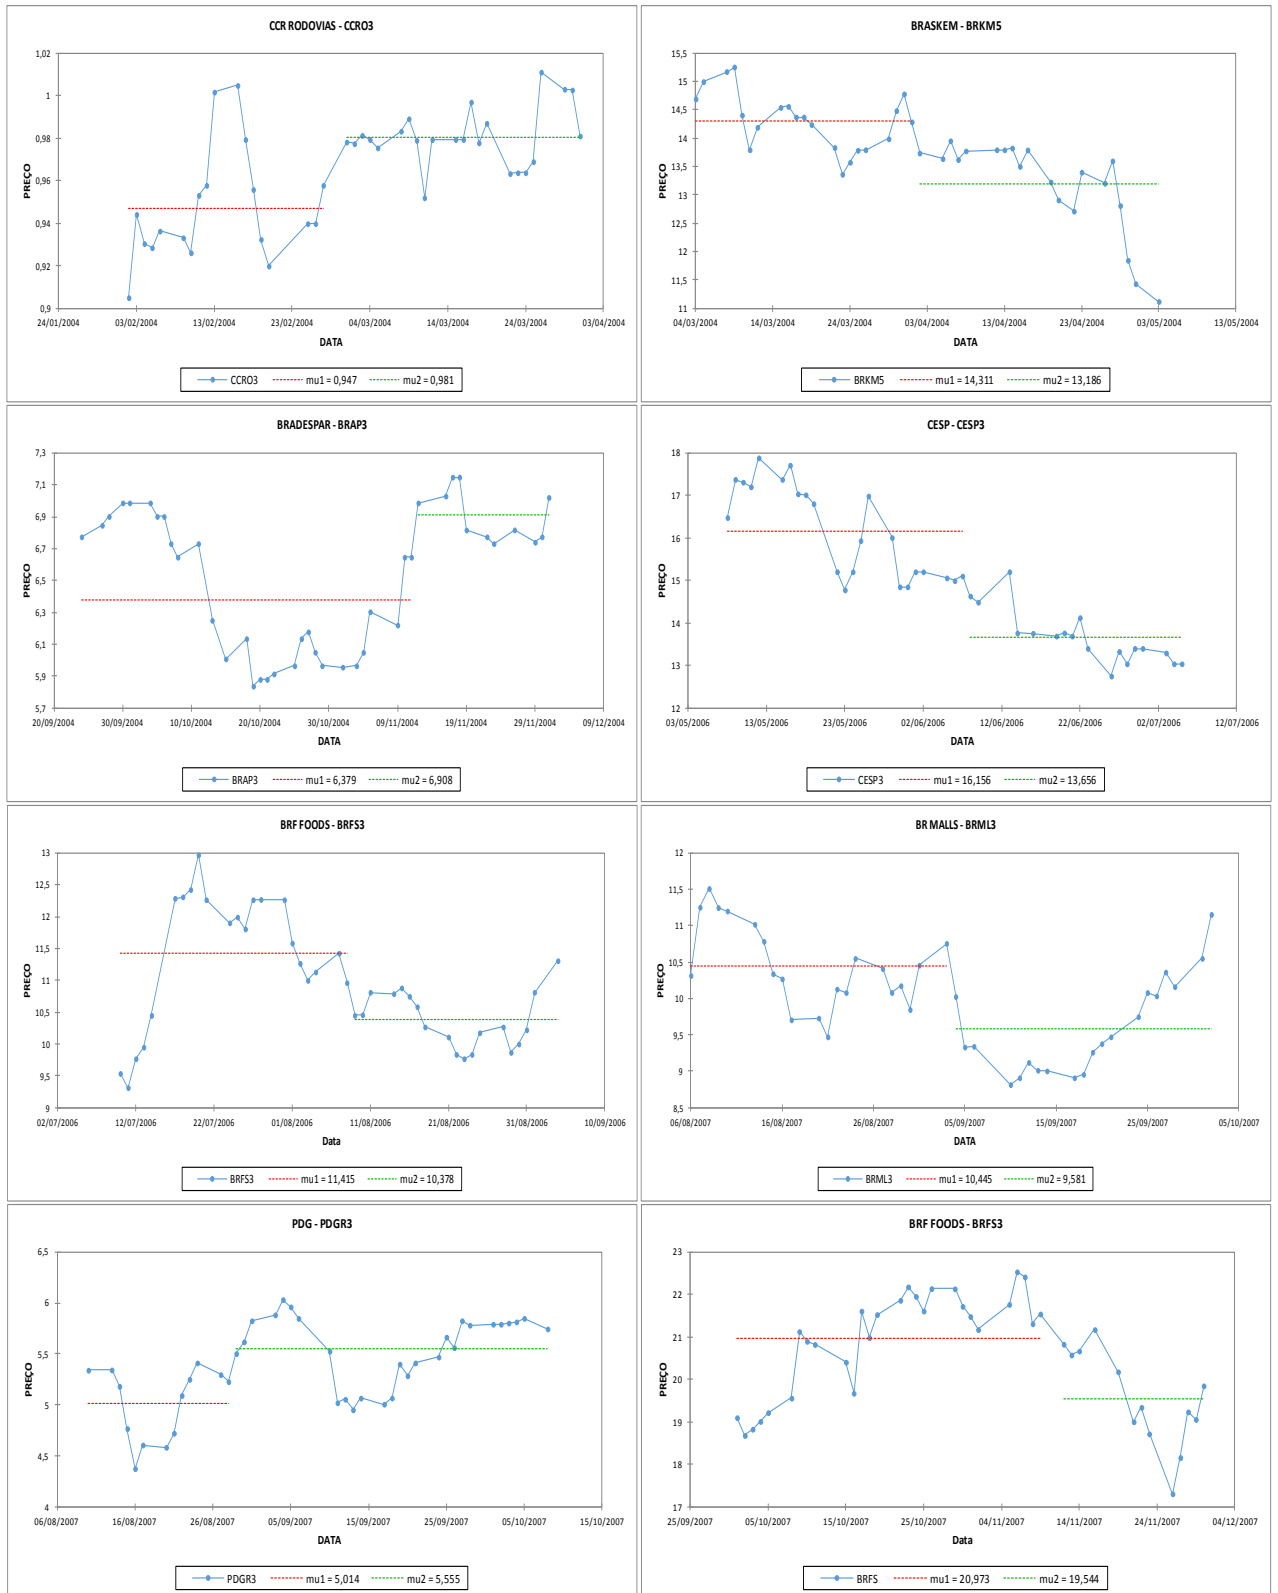 CCR RODOVIAS - CCRO3
1,02
1
0,98
0,96
0,94
0,92
0,9
PREÇO
24/01/2004 03/02/2004 13/02/2004 23/02/2004 04/03/2004 14/03/2004 24/03/2004 03/04/2004
DATA
CCRO3 mu1 = 0,947 mu2 = 0,981
BRASKEM - BRKM5
15,5
15
14,5
14
13,5
13
12,5
12
11,5
11
PREÇO
04/03/2004 14/03/2004 24/03/2004 03/04/2004 13/04/2004 23/04/2004 03/05/2004 13/05/2004
DATA
BRKM5 mu1 = 14,311 mu2 = 13,186
BRADESPAR - BRAP3
7,3
7,1
6,9
6,7
6,5
6,3
6,1
5,9
5,7
PREÇO
20/09/2004 30/09/2004 10/10/2004 20/10/2004 30/10/2004 09/11/2004 19/11/2004 29/11/2004 09/12/2004
DATA
BRAP3 mu1 = 6,379 mu2 = 6,908
CESP - CESP3
18
17
16
15
14
13
12
PREÇO
03/05/2006 13/05/2006 23/05/2006 02/06/2006 12/06/2006 22/06/2006 02/07/2006 12/07/2006
DATA
CESP3 mu1 = 16,156 mu2 = 13,656
BRF FOODS - BRFS3
13
12,5
12
11,5
11
10,5
10
9,5
9
PREÇO
02/07/2006 12/07/2006 22/07/2006 01/08/2006 11/08/2006 21/08/2006 31/08/2006 10/09/2006
Data
BRFS3 mu1 = 11,415 mu2 = 10,378
BR MALLS - BRML3
12
11,5
11
10,5
10
9,5
9
8,5
PREÇO
06/08/2007 16/08/2007 26/08/2007 05/09/2007 15/09/2007 25/09/2007 05/10/2007
DATA
BRML3 mu1 = 10,445 mu2 = 9,581
PDG - PDGR3
6,5
6
5,5
5
4,5
4
PREÇO
06/08/2007 16/08/2007 26/08/2007 05/09/2007 15/09/2007 25/09/2007 05/10/2007 15/10/2007
DATA
PDGR3 mu1 = 5,014 mu2 = 5,555
BRF FOODS - BRFS3
23
22
21
20
19
18
17
PREÇO
25/09/2007 05/10/2007 15/10/2007 25/10/2007 04/11/2007 14/11/2007 24/11/2007 04/12/2007
Data
BRFS mu1 = 20,973 mu2 = 19,544